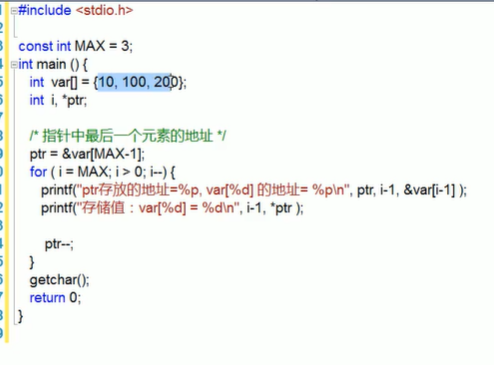 #include <stdio.h>
const int MAX = 3;
int main () {
int var[] = {10, 100, 200};
int i, *ptr;
/* 指针中最后一个元素的地址 */
ptr = &var[MAX-1];
for ( i = MAX; i > 0; i--) {
printf("ptr存放的地址=%p, var[%d] 的地址= %p\n", ptr, i-1, &var[i-1] );
printf("存储值：var[%d] = %d\n", i-1, *ptr );
ptr--;
}
getchar();
return 0;
}